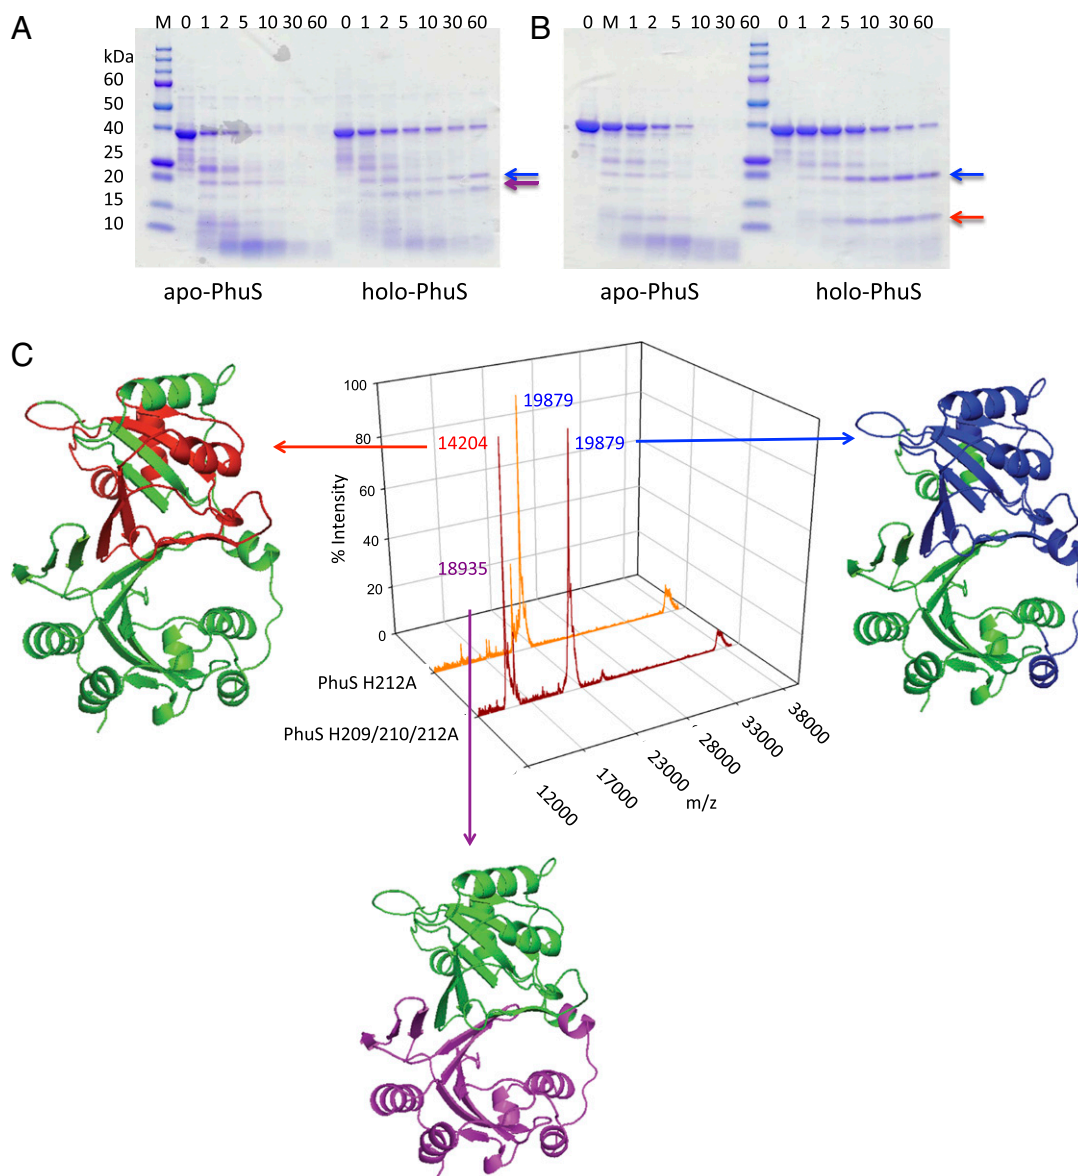 A
M 0 1 2 5 10 30 60 0 1 2 5 10 30 60
kDa
60
50
40
25
20
15
10
apo-PhuS holo-PhuS
B
0 M 1 2 5 10 30 60 0 1 2 5 10 30 60
apo-PhuS holo-PhuS
C
100
80
60
40
20
0
% Intensity
19879
14204
19879
18935
PhuS H212A
PhuS H209/210/212A
12000
17000
23000
28000
33000
38000
m/z